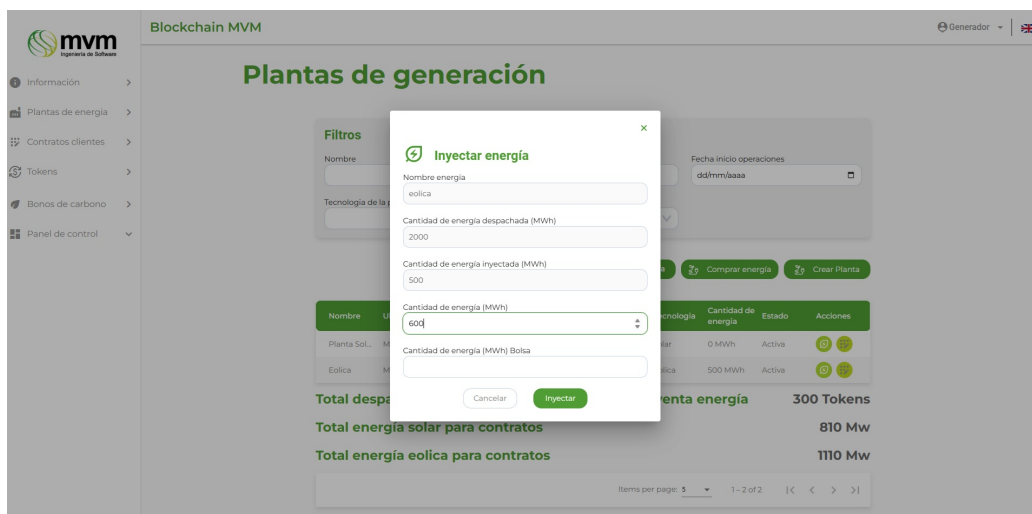 mvm
Ingeniería de Software
Blockchain MVM
Generador
Información
Plantas de energía
Contratos clientes
Tokens
Bonos de carbono
Panel de control
Plantas de generación
Filtros
Nombre
Fecha inicio operaciones
dd/mm/aaaa
Tecnología de la
Inyectar energía
Nombre energía
eolica
Cantidad de energía despachada (MWh)
2000
Cantidad de energía inyectada (MWh)
500
Cantidad de energía (MWh)
600
Cantidad de energía (MWh) Bolsa
Cancelar
Inyectar
Comprar energía
Crear Planta
Nombre
Cantidad de energía
Estado
Acciones
Planta Sol...
0 MWh
Activa
Eolica
500 MWh
Activa
Total
venta energía
300 Tokens
Total energía solar para contratos
810 Mw
Total energía eolica para contratos
1110 Mw
Items per page: 5
1 – 2 of 2